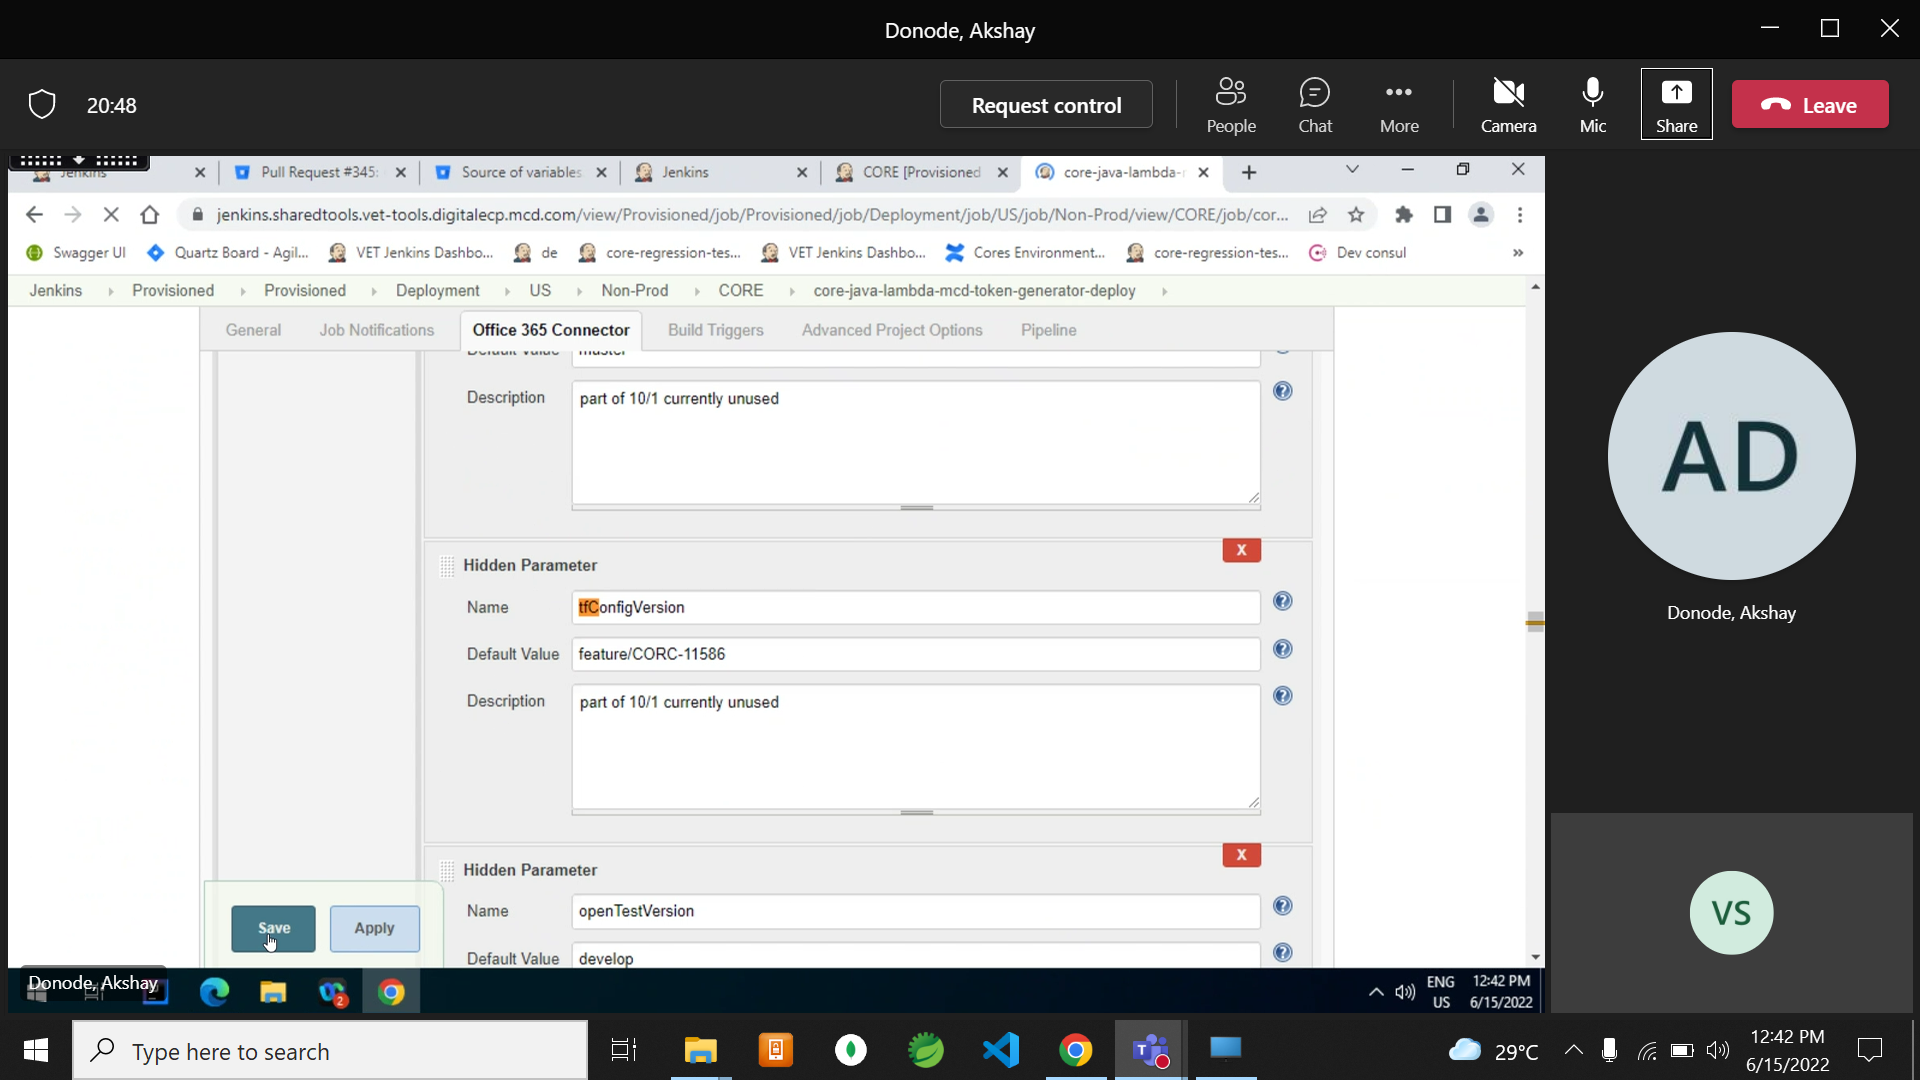 Donode, Akshay
20:48
Request control
People
Chat
More
Camera
Mic
Share
Leave
Jenkins
Pull Request #345:
Source of variables
Jenkins
CORE [Provisioned
core-java-lambda-
jenkins.sharedtools.vet-tools.digitalecp.mcd.com/view/Provisioned/job/Provisioned/job/Deployment/job/US/job/Non-Prod/view/CORE/job/cor...
Swagger UI
Quartz Board - Agil...
VET Jenkins Dashbo...
de
core-regression-tes...
VET Jenkins Dashbo...
Cores Environment...
core-regression-tes...
Dev consul
»
Jenkins
Provisioned
Provisioned
Deployment
US
Non-Prod
CORE
core-java-lambda-mcd-token-generator-deploy
General
Job Notifications
Office 365 Connector
Build Triggers
Advanced Project Options
Pipeline
Default Value
master
Description
part of 10/1 currently unused
X
Hidden Parameter
Name
tfConfigVersion
Default Value
feature/CORC-11586
Description
part of 10/1 currently unused
X
Hidden Parameter
Name
openTestVersion
Default Value
develop
Save
Apply
Donode, Akshay
2
ENG
US
12:42 PM
6/15/2022
AD
Donode, Akshay
VS
Type here to search
29°C
12:42 PM
6/15/2022